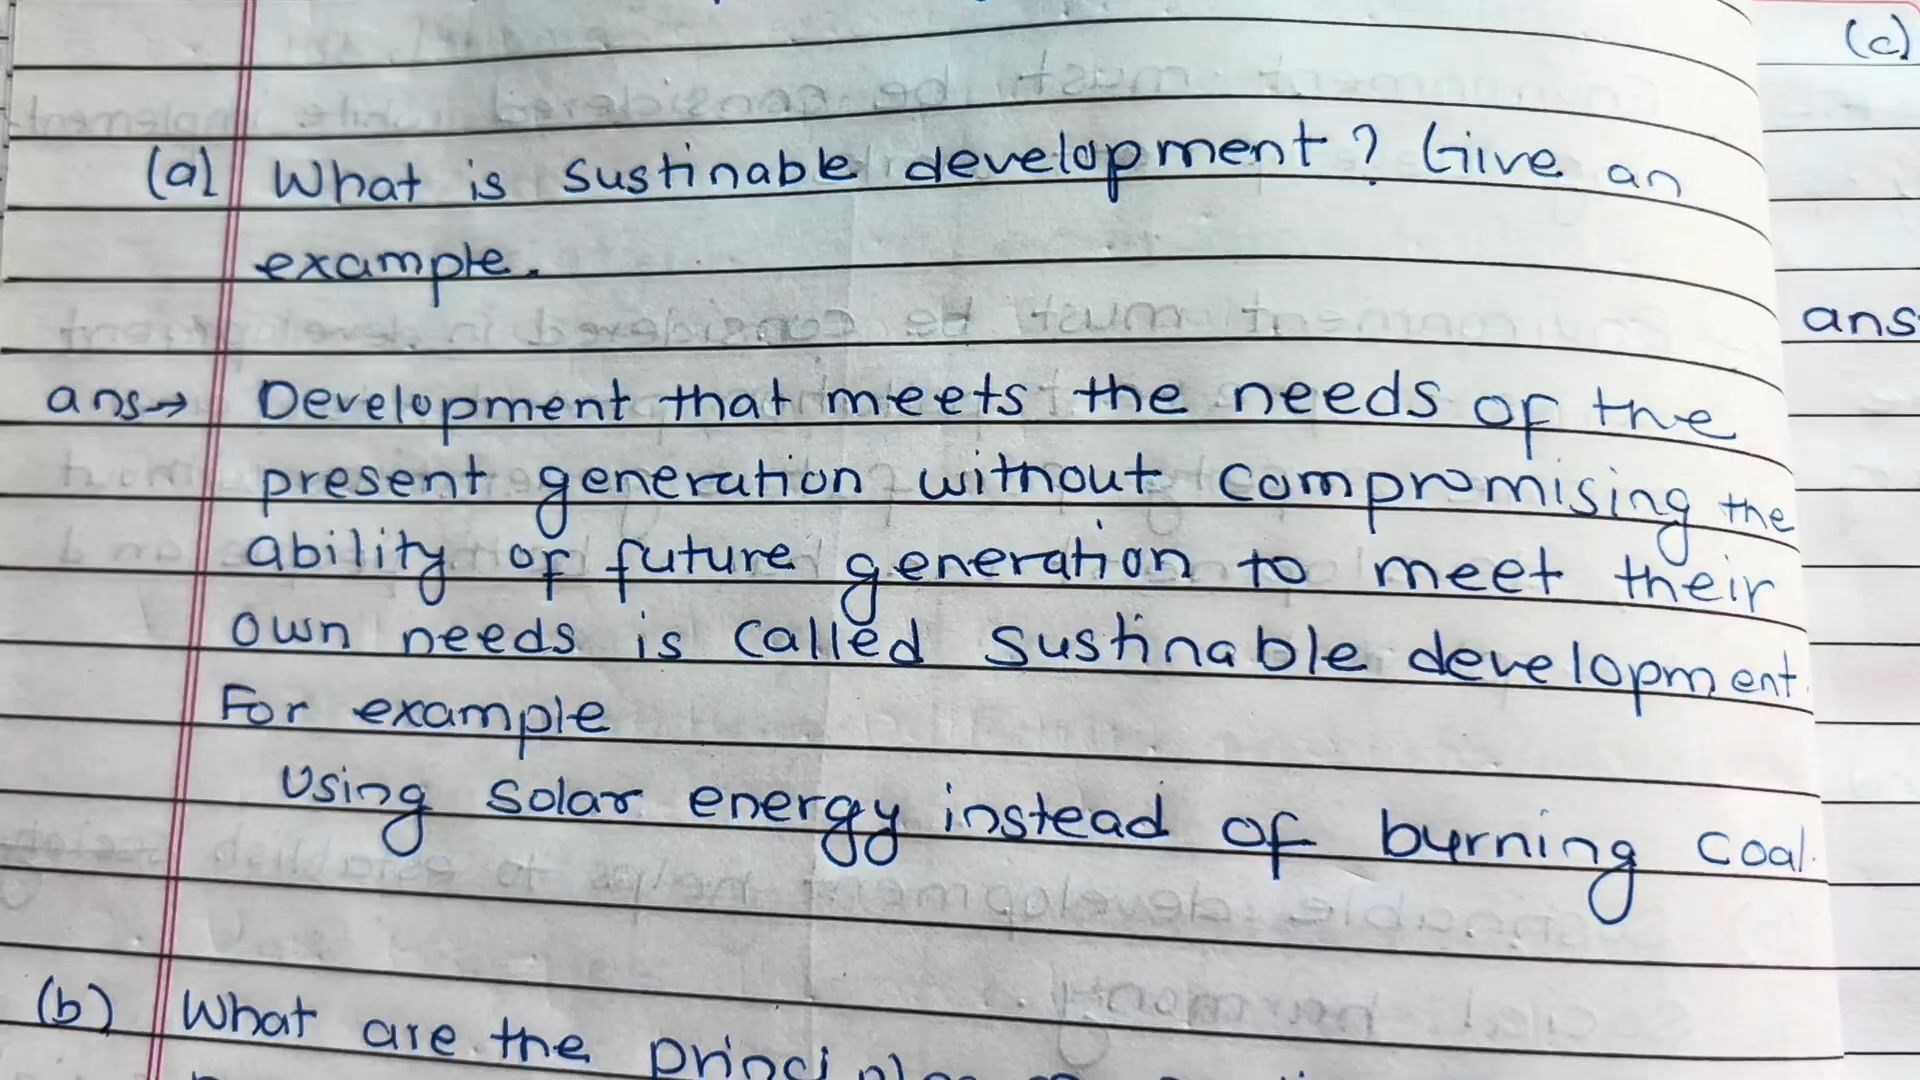 (a) What is sustinable development? Give an
example.
ans→ Development that meets the needs of the
present generation without compromising the
ability of future generation to meet their
own needs is called sustinable development.
For example
Using solar energy instead of burning coal.
(b) What are the
(c)
ans